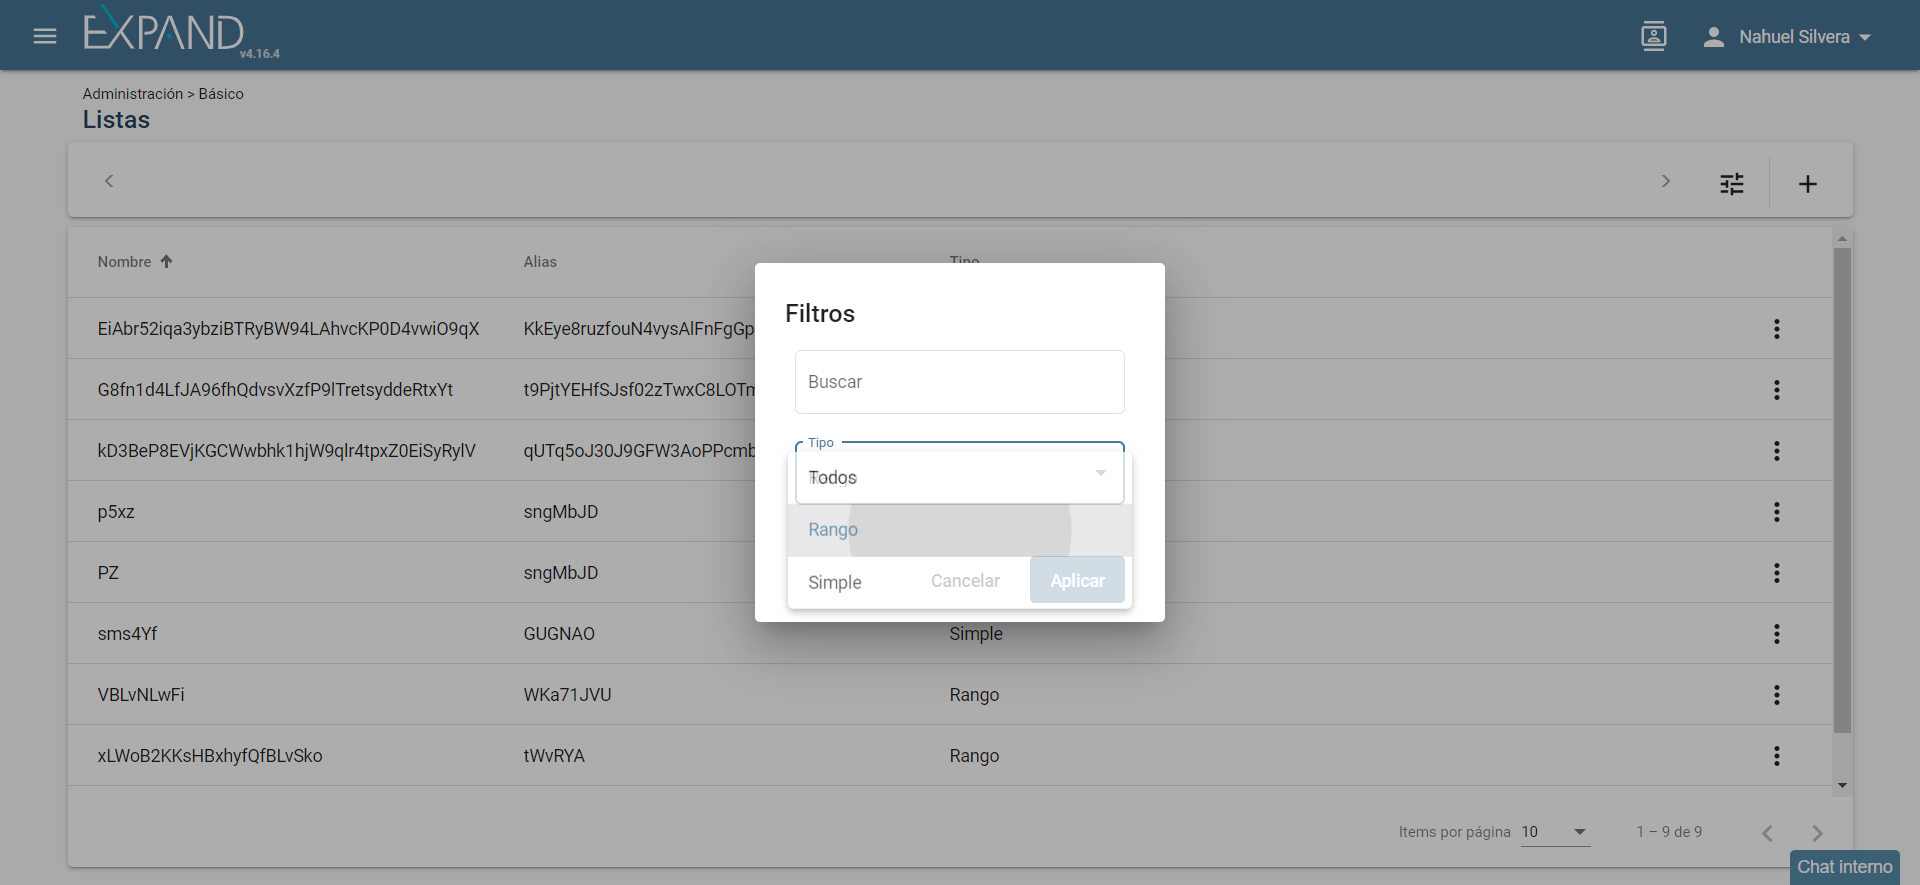 EXPAND
v4.16.4
Nahuel Silvera
Administración > Básico
Listas
Nombre Alias Tipo
EiAbr52iqa3ybziBTRyBW94LAhvcKP0D4vwiO9qX KkEye8ruzfouN4vysAlFnFgGp
G8fn1d4LfJA96fhQdvsvXzfP9lTretsyddeRtxYt t9PjtYEHfSJsf02zTwxC8LOTm
kD3BeP8EVjKGCWwbhk1hjW9qlr4tpxZ0EiSyRylV qUTq5oJ30J9GFW3AoPPcmb
p5xz sngMbJD
PZ sngMbJD
sms4Yf GUGNAO Simple
VBLvNLwFi WKa71JVU Rango
xLWoB2KKsHBxhyfQfBLvSko tWvRYA Rango
Filtros
Buscar
Tipo
Todos
Rango
Simple
Cancelar Aplicar
Items por página 10 1 – 9 de 9
Chat interno